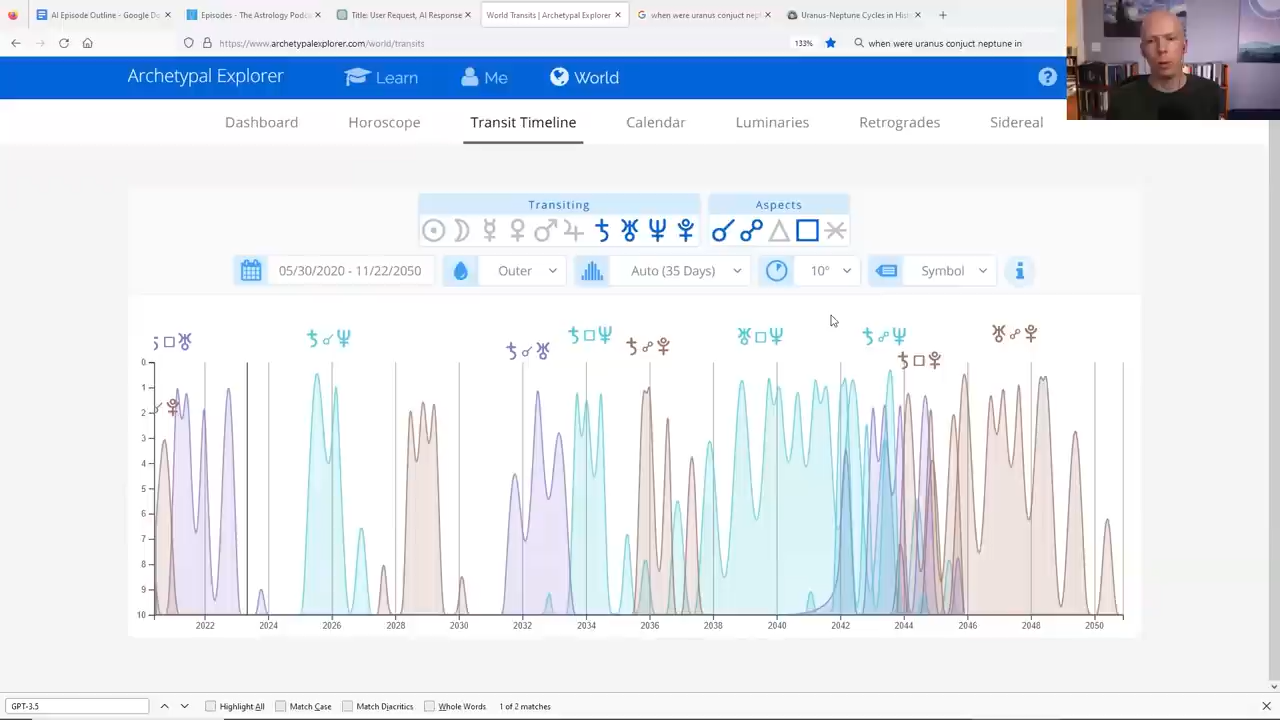 AI Episode Outline - Google Do
Episodes - The Astrology Podca
Title: User Request, AI Response
World Transits | Archetypal Explorer
when were uranus conjuct nept
Uranus-Neptune Cycles in Hist
https://www.archetypalexplorer.com/world/transits
133%
when were uranus conjuct neptune in
Archetypal Explorer
Learn
Me
World
?
Dashboard
Horoscope
Transit Timeline
Calendar
Luminaries
Retrogrades
Sidereal
Transiting
Aspects
☉ ☽ ☿ ♀ ♂ ♃ ♄ ♅ ♆ ♇
☌ ☍ △ □ ⚹
05/30/2020 - 11/22/2050
Outer
Auto (35 Days)
10°
Symbol
i
♄□♅
♄☌♆
♄☌♅
♄□♆
♄☍♇
♅□♆
♄☍♆
♄□♇
♅☍♇
☌♇
0
1
2
3
4
5
6
7
8
9
10
2022 2024 2026 2028 2030 2032 2034 2036 2038 2040 2042 2044 2046 2048 2050
GPT-3.5
Highlight All
Match Case
Match Diacritics
Whole Words
1 of 2 matches